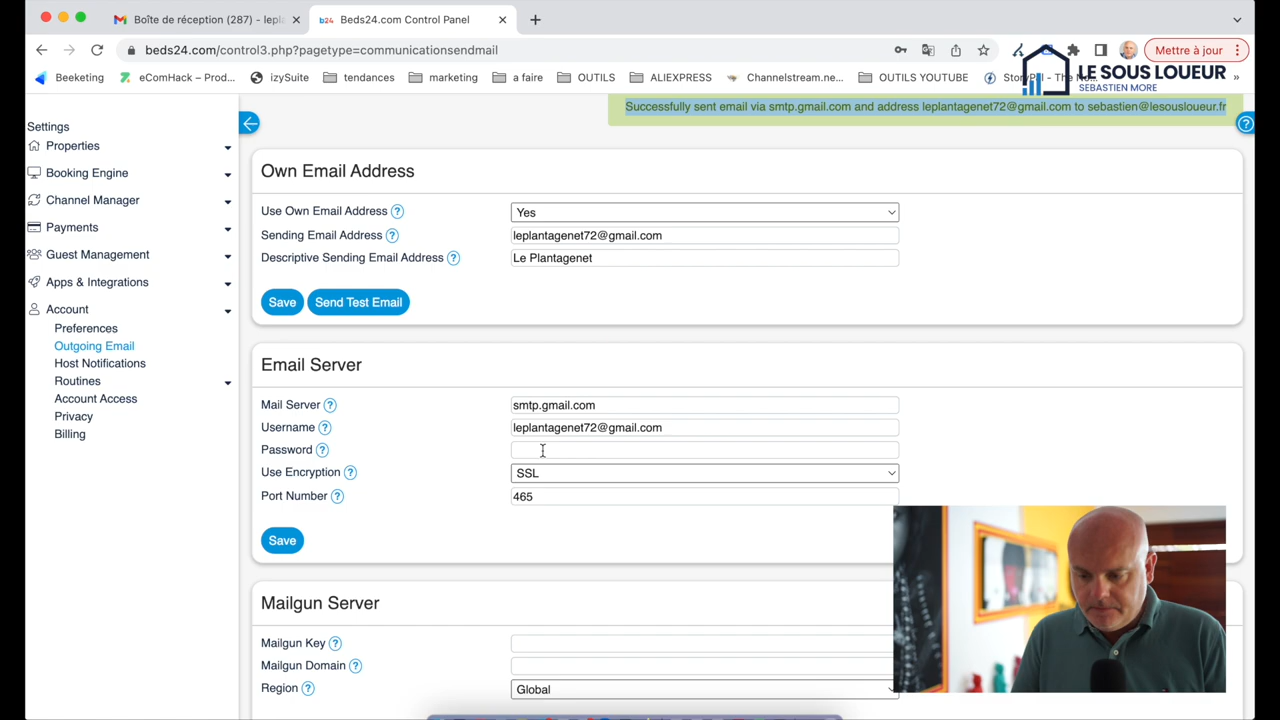 Boîte de réception (287) - lepl
Beds24.com Control Panel
beds24.com/control3.php?pagetype=communicationsendmail
Mettre à jour
Beeketing
eComHack – Prod...
izySuite
tendances
marketing
a faire
OUTILS
ALIEXPRESS
Channelstream.ne...
OUTILS YOUTUBE
LE SOUS LOUEUR
SEBASTIEN MORE
Successfully sent email via smtp.gmail.com and address leplantagenet72@gmail.com to sebastien@lesousloueur.fr
Settings
Properties
Booking Engine
Channel Manager
Payments
Guest Management
Apps & Integrations
Account
Preferences
Outgoing Email
Host Notifications
Routines
Account Access
Privacy
Billing
Own Email Address
Use Own Email Address ? Yes
Sending Email Address ? leplantagenet72@gmail.com
Descriptive Sending Email Address ? Le Plantagenet
Save Send Test Email
Email Server
Mail Server ? smtp.gmail.com
Username ? leplantagenet72@gmail.com
Password ?
Use Encryption ? SSL
Port Number ? 465
Save
Mailgun Server
Mailgun Key ?
Mailgun Domain ?
Region ? Global